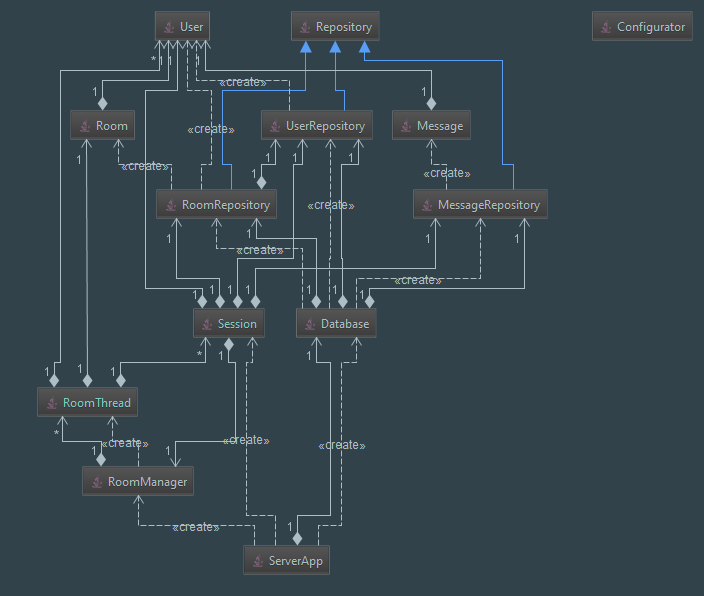 User
Repository
Configurator
* 1 1
«create»
1
1
Room
UserRepository
Message
«create»
1
«create»
1
1
1
1
«create»
RoomRepository
«create»
MessageRepository
1
1
1
1
«create»
«create»
1
1
1
1
1
1
1
Session
Database
*
1
1
1
1
1
RoomThread
*
1
«create»
1
«create»
«create»
RoomManager
«create»
1
ServerApp